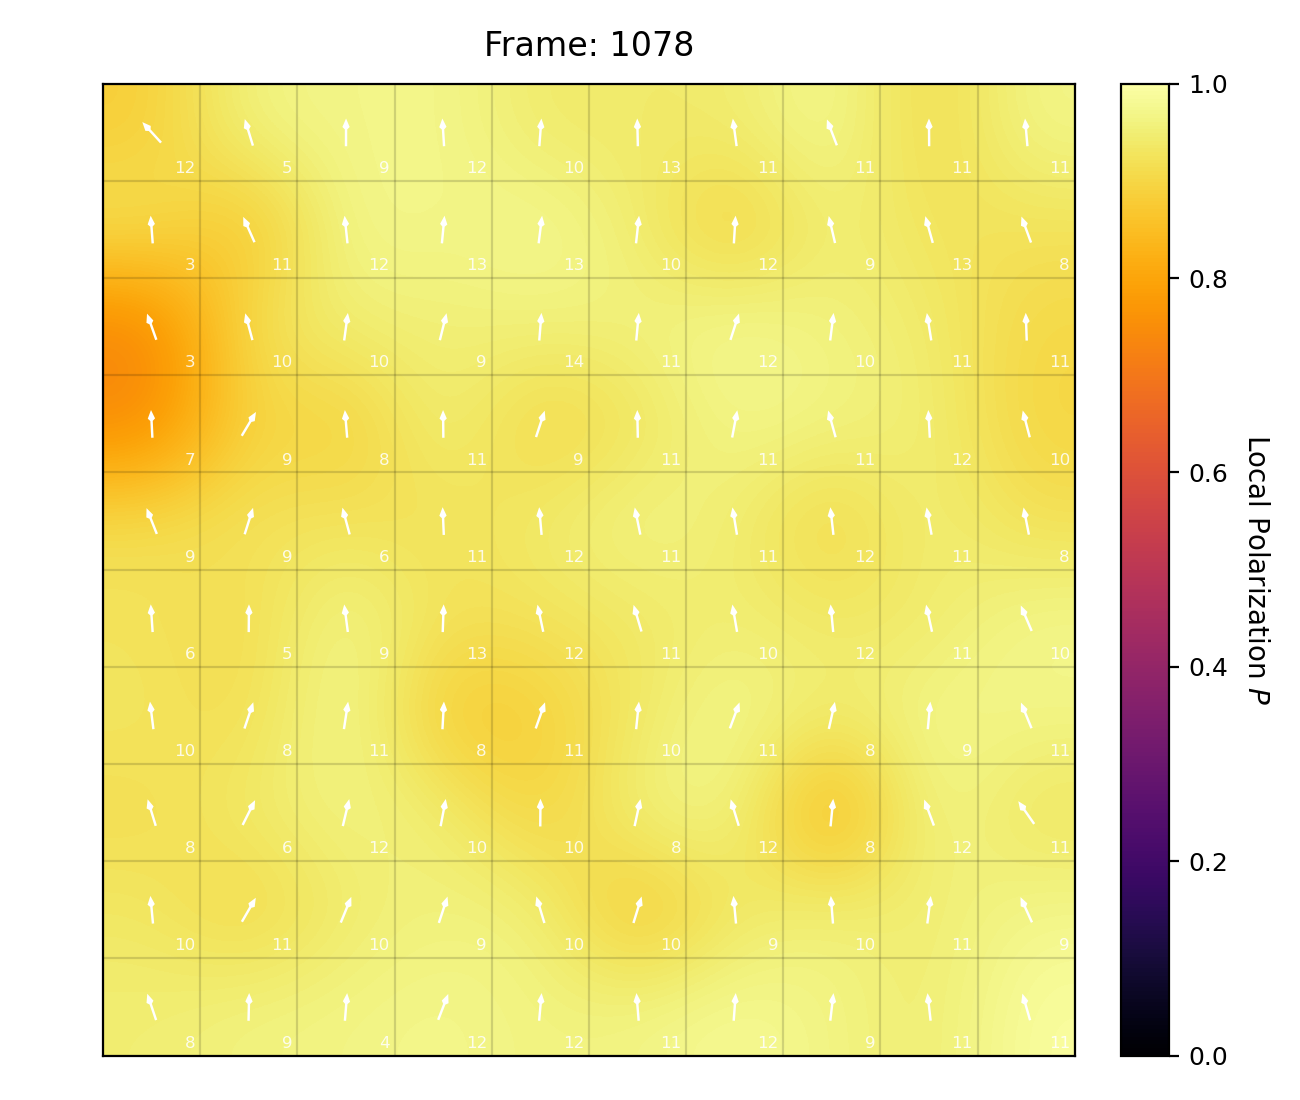 Frame: 1078
12 5 9 12 10 13 11 11 11 11
3 11 12 13 13 10 12 9 13 8
3 10 10 9 14 11 12 10 11 11
7 9 8 11 9 11 11 11 12 10
9 9 6 11 12 11 11 12 11 8
6 5 9 13 12 11 10 12 11 10
10 8 11 8 11 10 11 8 9 11
8 6 12 10 10 8 12 8 12 11
10 11 10 9 10 10 9 10 11 9
8 9 4 12 12 11 12 9 11 11
1.0
0.8
0.6
0.4
0.2
0.0
Local Polarization P